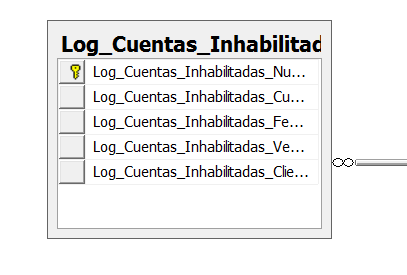 Log_Cuentas_Inhabilitad
Log_Cuentas_Inhabilitadas_Nu...
Log_Cuentas_Inhabilitadas_Cu...
Log_Cuentas_Inhabilitadas_Fe...
Log_Cuentas_Inhabilitadas_Ve...
Log_Cuentas_Inhabilitadas_Clie...